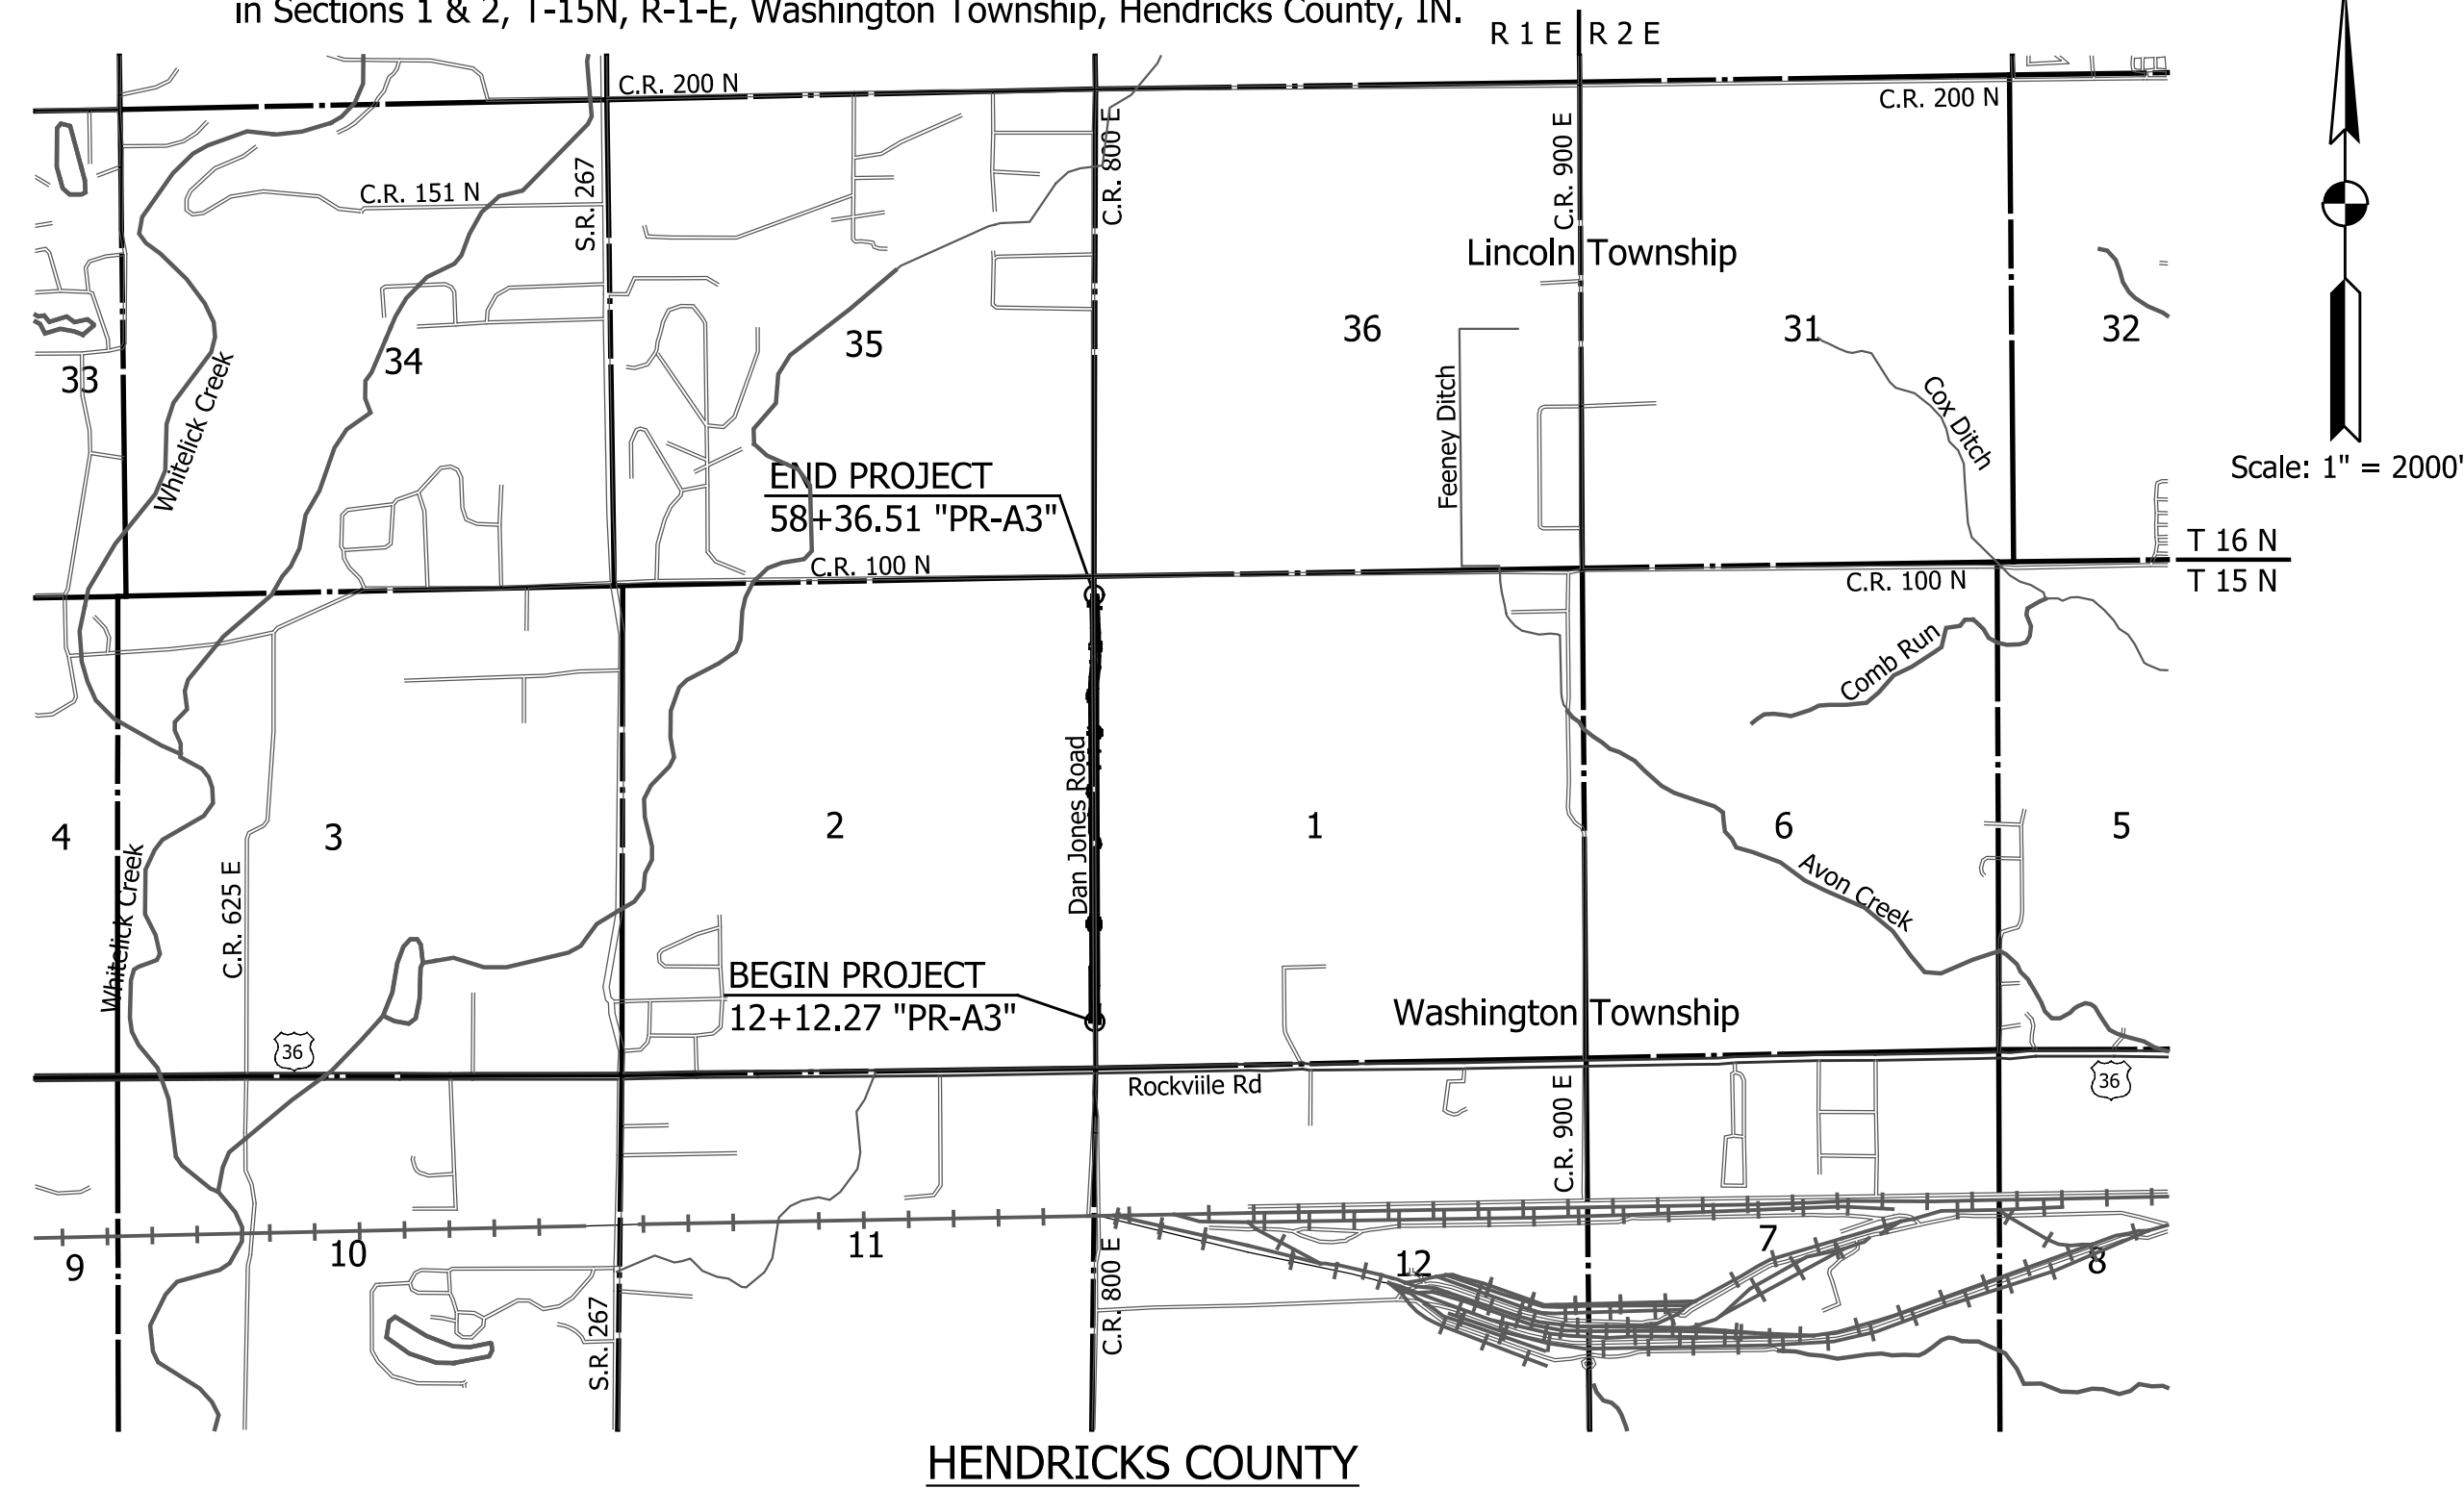 in Sections 1 & 2, T-15N, R-1-E, Washington Township, Hendricks County, IN.
R 1 E
R 2 E
C.R. 200 N
C.R. 200 N
C.R. 151 N
S.R. 267
C.R. 800 E
C.R. 900 E
Lincoln Township
33
34
35
36
31
32
Whitelick Creek
Feeney Ditch
Cox Ditch
Scale: 1" = 2000'
END PROJECT
58+36.51 "PR-A3"
C.R. 100 N
C.R. 100 N
T 16 N
T 15 N
Comb Run
4
3
2
Dan Jones Road
1
6
5
Avon Creek
Whitelick Creek
C.R. 625 E
BEGIN PROJECT
12+12.27 "PR-A3"
Washington Township
36
36
Rockviile Rd
C.R. 900 E
9
10
11
12
7
8
S.R. 267
C.R. 800 E
HENDRICKS COUNTY